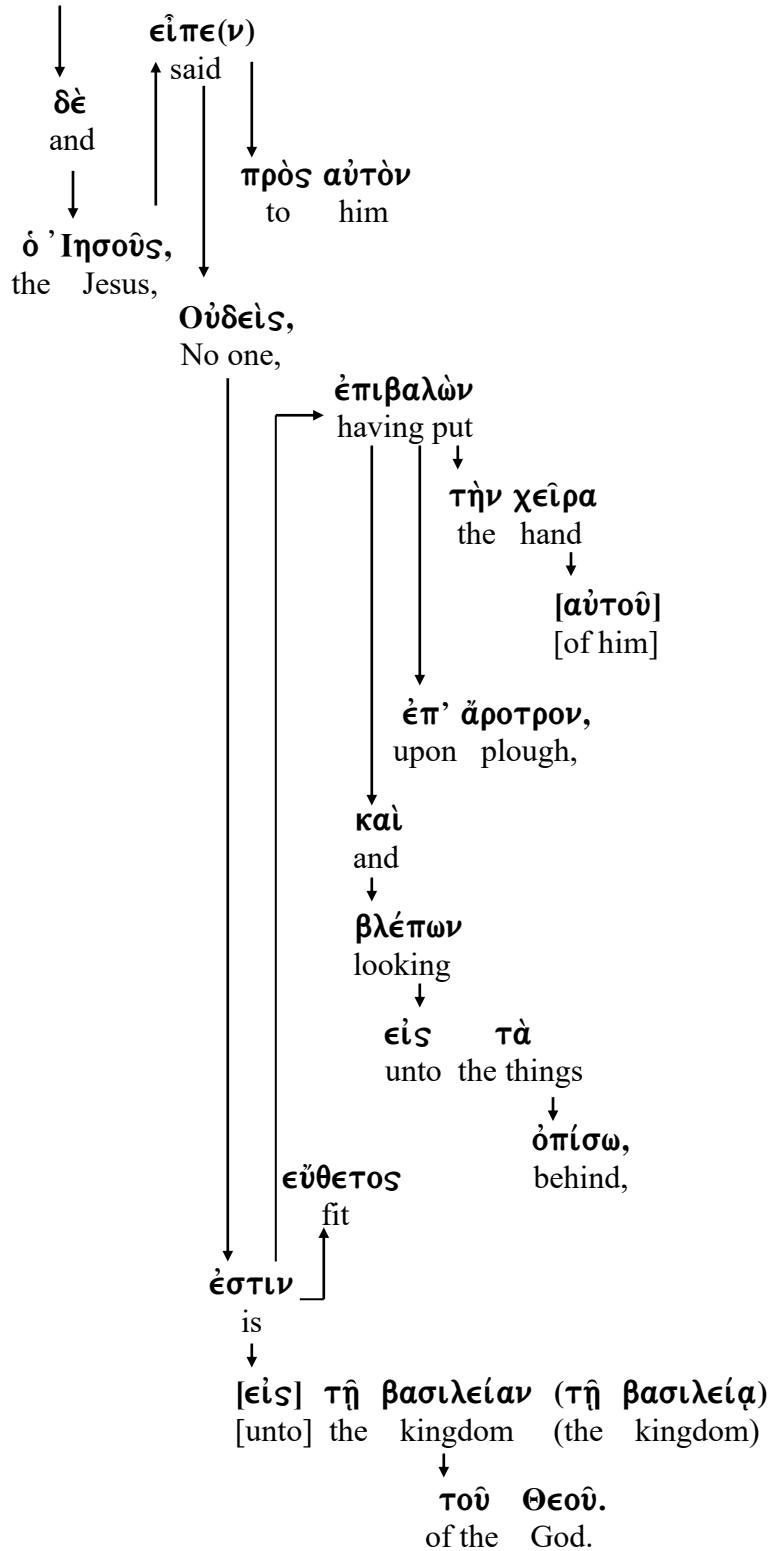 εἶπε(ν)
said
δὲ
and
πρὸς αὐτὸν
to him
ὁ Ἰησοῦς,
the Jesus,
Οὐδεὶς,
No one,
ἐπιβαλὼν
having put
τὴν χεῖρα
the hand
[αὐτοῦ]
[of him]
ἐπ’ ἄροτρον,
upon plough,
καὶ
and
βλέπων
looking
εἰς τὰ
unto the things
ὀπίσω,
behind,
εὔθετος
fit
ἐστιν
is
[εἰς] τῇ βασιλείαν (τῇ βασιλείᾳ)
[unto] the kingdom (the kingdom)
τοῦ Θεοῦ.
of the God.